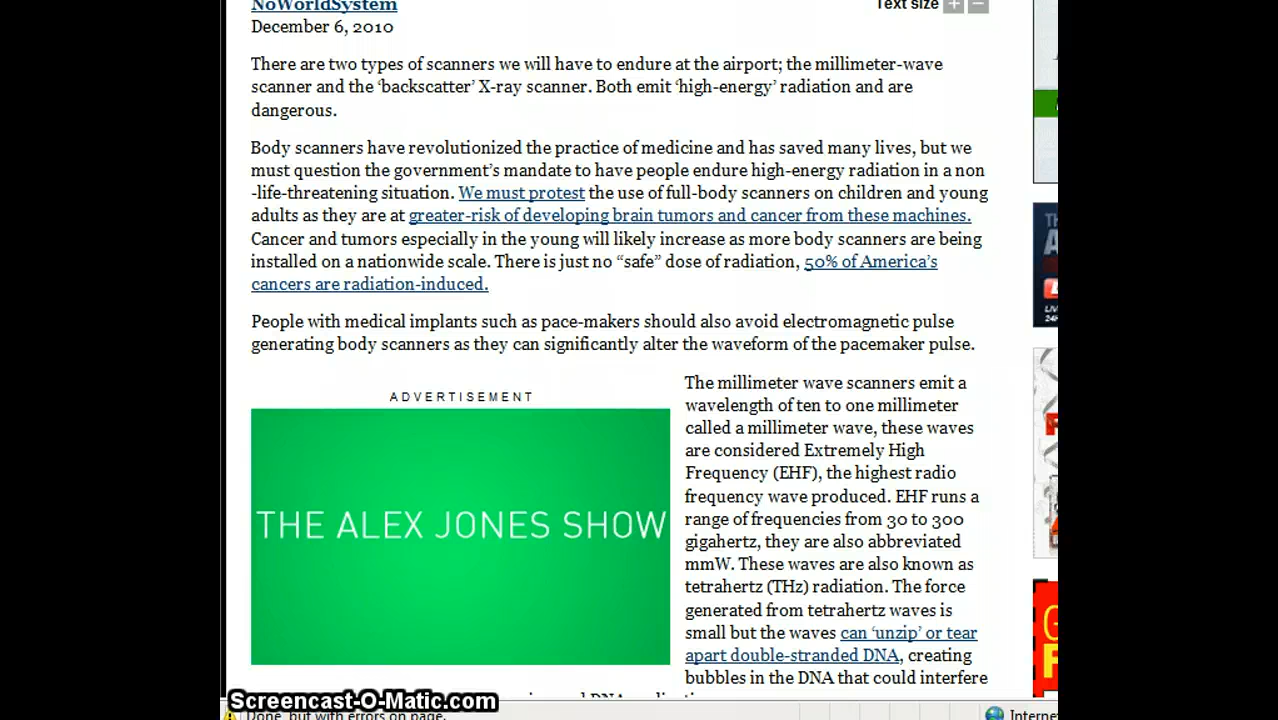 NoWorldSystem
Text size + −
December 6, 2010
There are two types of scanners we will have to endure at the airport; the millimeter-wave
scanner and the ‘backscatter’ X-ray scanner. Both emit ‘high-energy’ radiation and are
dangerous.
Body scanners have revolutionized the practice of medicine and has saved many lives, but we
must question the government’s mandate to have people endure high-energy radiation in a non
-life-threatening situation. We must protest the use of full-body scanners on children and young
adults as they are at greater-risk of developing brain tumors and cancer from these machines.
Cancer and tumors especially in the young will likely increase as more body scanners are being
installed on a nationwide scale. There is just no “safe” dose of radiation, 50% of America’s
cancers are radiation-induced.
People with medical implants such as pace-makers should also avoid electromagnetic pulse
generating body scanners as they can significantly alter the waveform of the pacemaker pulse.
ADVERTISEMENT
THE ALEX JONES SHOW
The millimeter wave scanners emit a
wavelength of ten to one millimeter
called a millimeter wave, these waves
are considered Extremely High
Frequency (EHF), the highest radio
frequency wave produced. EHF runs a
range of frequencies from 30 to 300
gigahertz, they are also abbreviated
mmW. These waves are also known as
tetrahertz (THz) radiation. The force
generated from tetrahertz waves is
small but the waves can ‘unzip’ or tear
apart double-stranded DNA, creating
bubbles in the DNA that could interfere
Screencast-O-Matic.com
Done, but with errors on page.
Interne